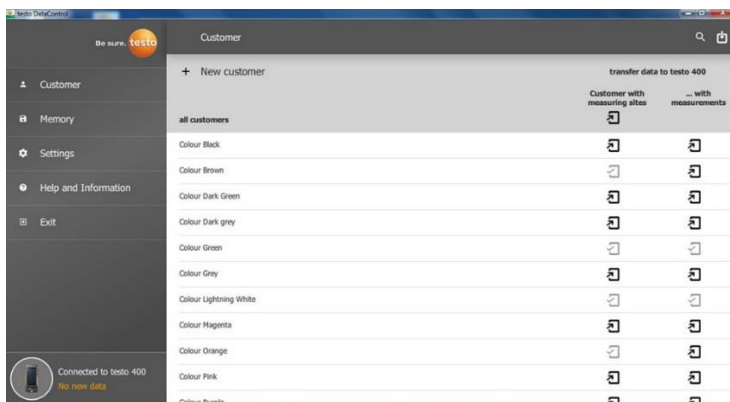 testo DataControl
Be sure. testo
Customer
Memory
Settings
Help and Information
Exit
Connected to testo 400
No new data
Customer
+ New customer
transfer data to testo 400
Customer with
measuring sites
... with
measurements
all customers
Colour Black
Colour Brown
Colour Dark Green
Colour Dark grey
Colour Green
Colour Grey
Colour Lightning White
Colour Magenta
Colour Orange
Colour Pink
Colour Purple